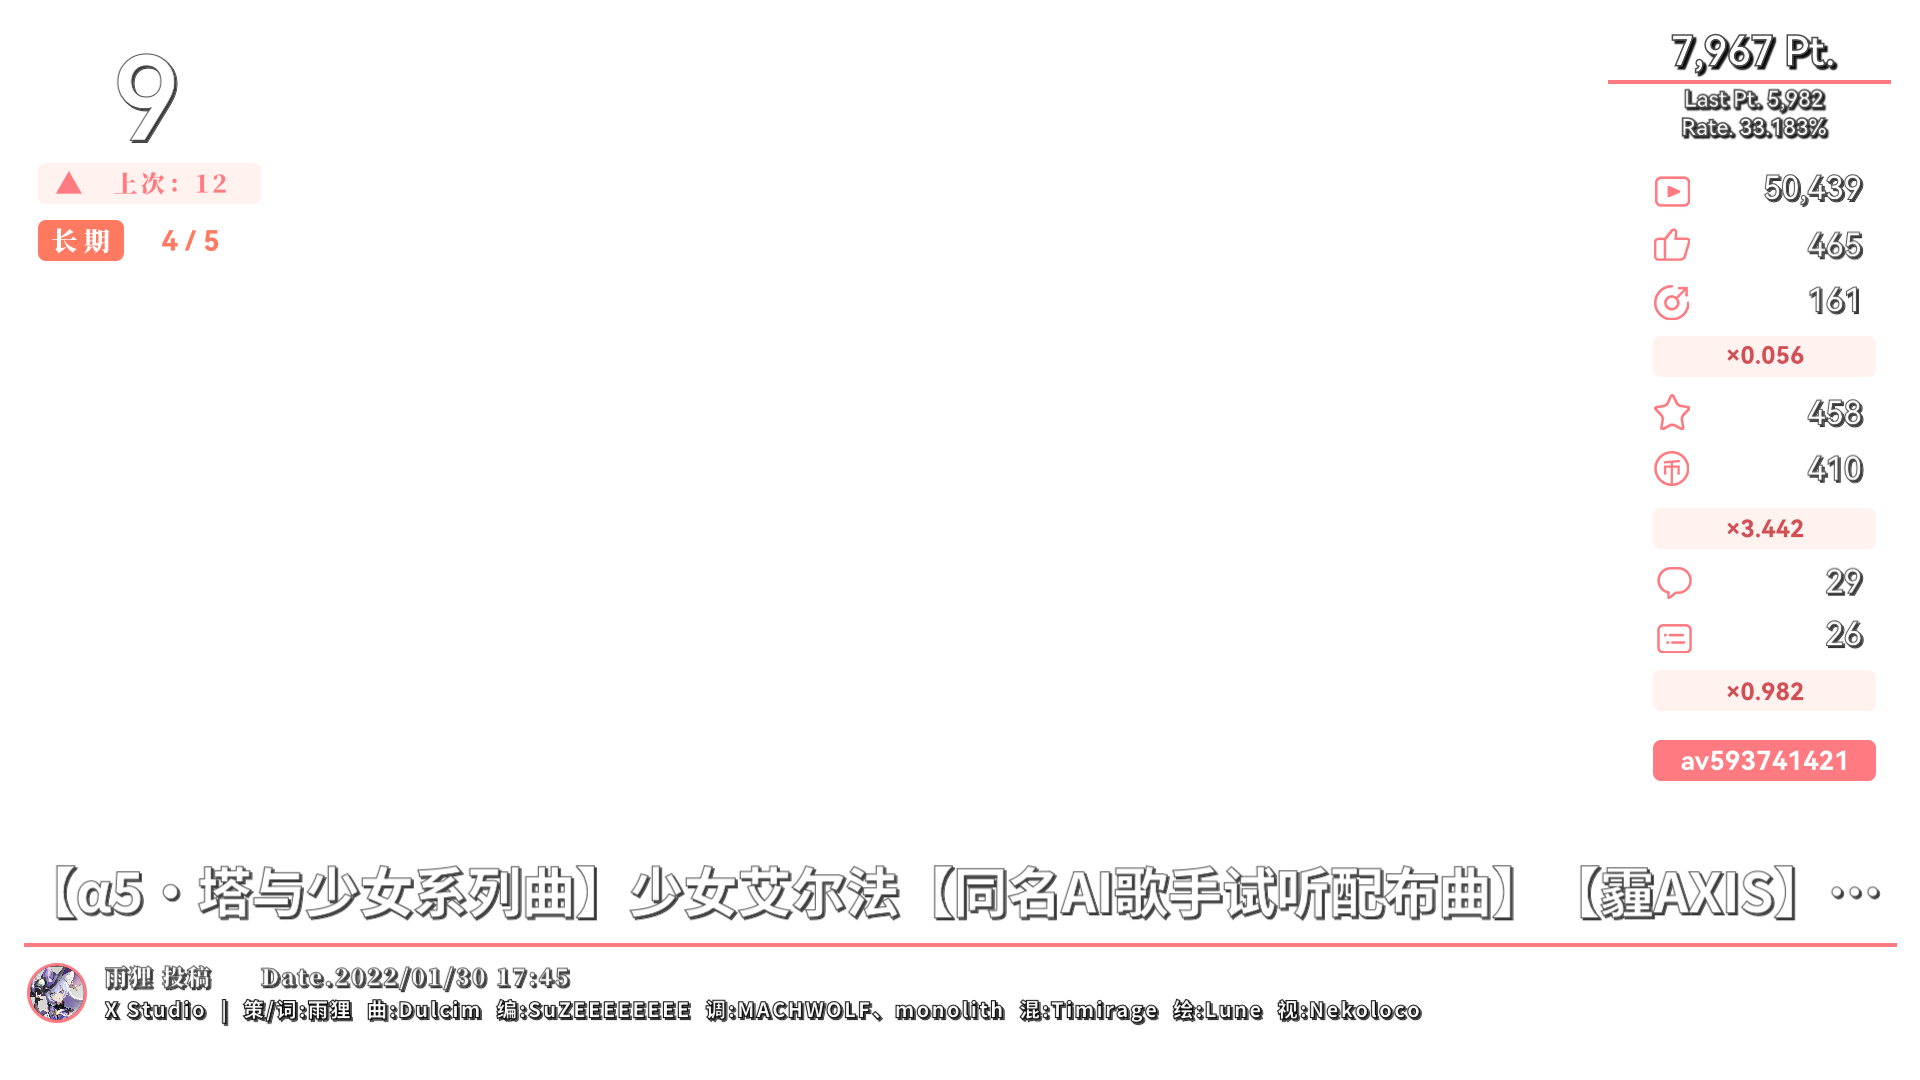 9
▲ 上次：12
长期 4 / 5
7,967 Pt.
Last Pt. 5,982
Rate. 33.183%
50,439
465
161
×0.056
458
410
×3.442
29
26
×0.982
av593741421
【α5·塔与少女系列曲】少女艾尔法【同名AI歌手试听配布曲】 【霾AXIS】…
雨狸 投稿 Date.2022/01/30 17:45
X Studio | 策/词:雨狸 曲:Dulcim 编:SuZEEEEEEEE 调:MACHWOLF、monolith 混:Timirage 绘:Lune 视:Nekoloco